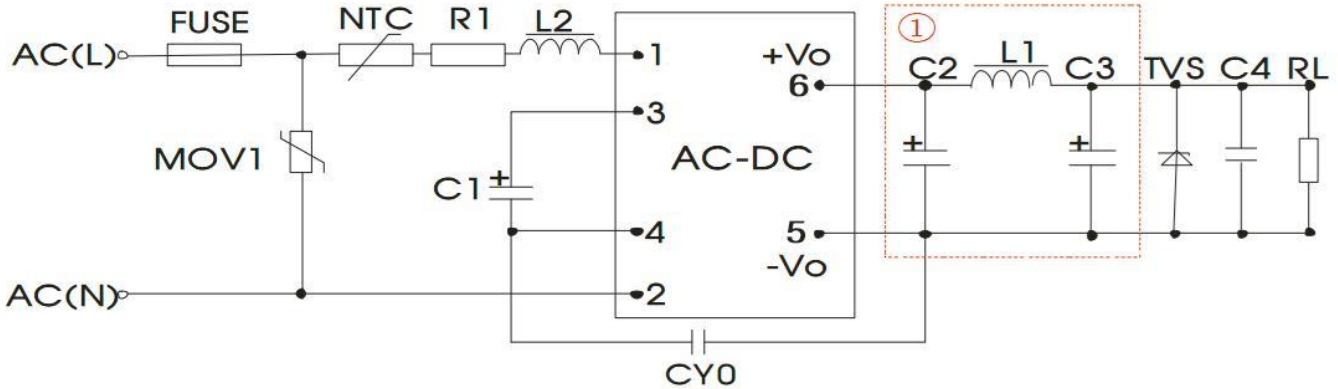 FUSE NTC R1 L2
①
AC(L) 1 +Vo C2 L1 C3 TVS C4 RL
6
3
MOV1 AC-DC
C1 + + +
4 5
-Vo
AC(N) 2
CY0